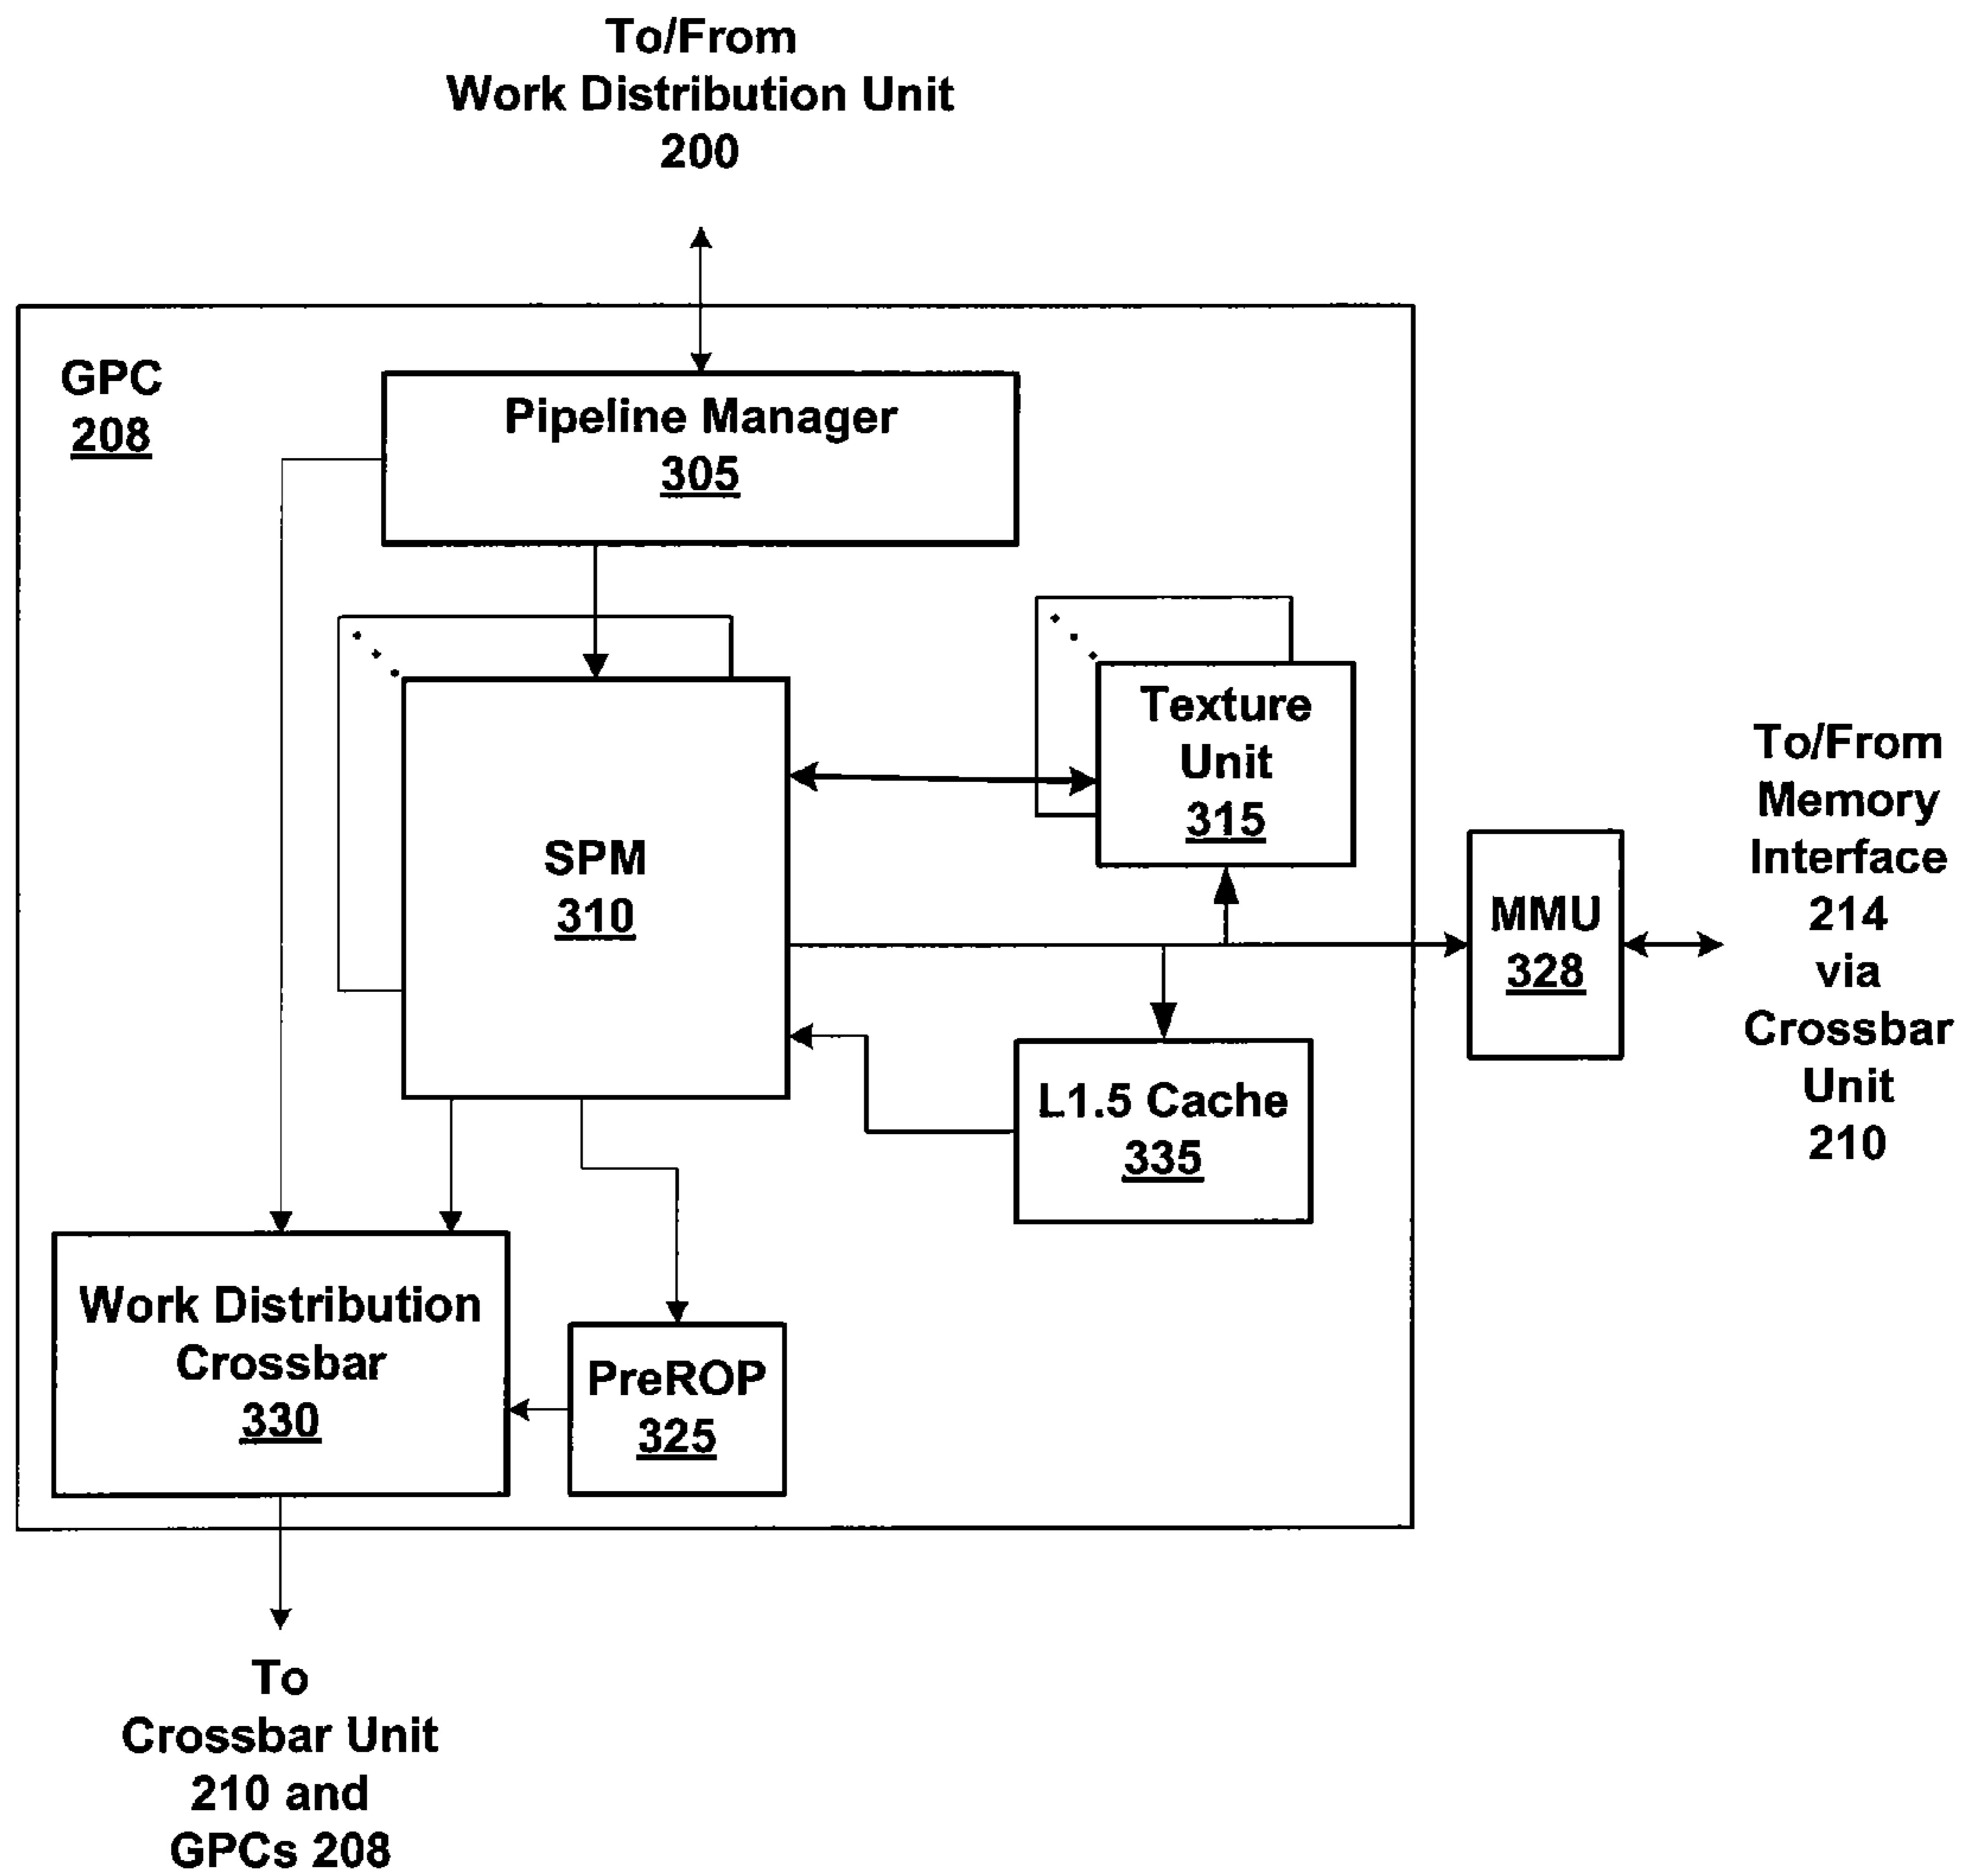 To/From
Work Distribution Unit
200
GPC
208
Pipeline Manager
305
Texture
Unit
315
SPM
310
To/From
Memory
Interface
214
via
Crossbar
Unit
210
MMU
328
L1.5 Cache
335
Work Distribution
Crossbar
330
PreROP
325
To
Crossbar Unit
210 and
GPCs 208